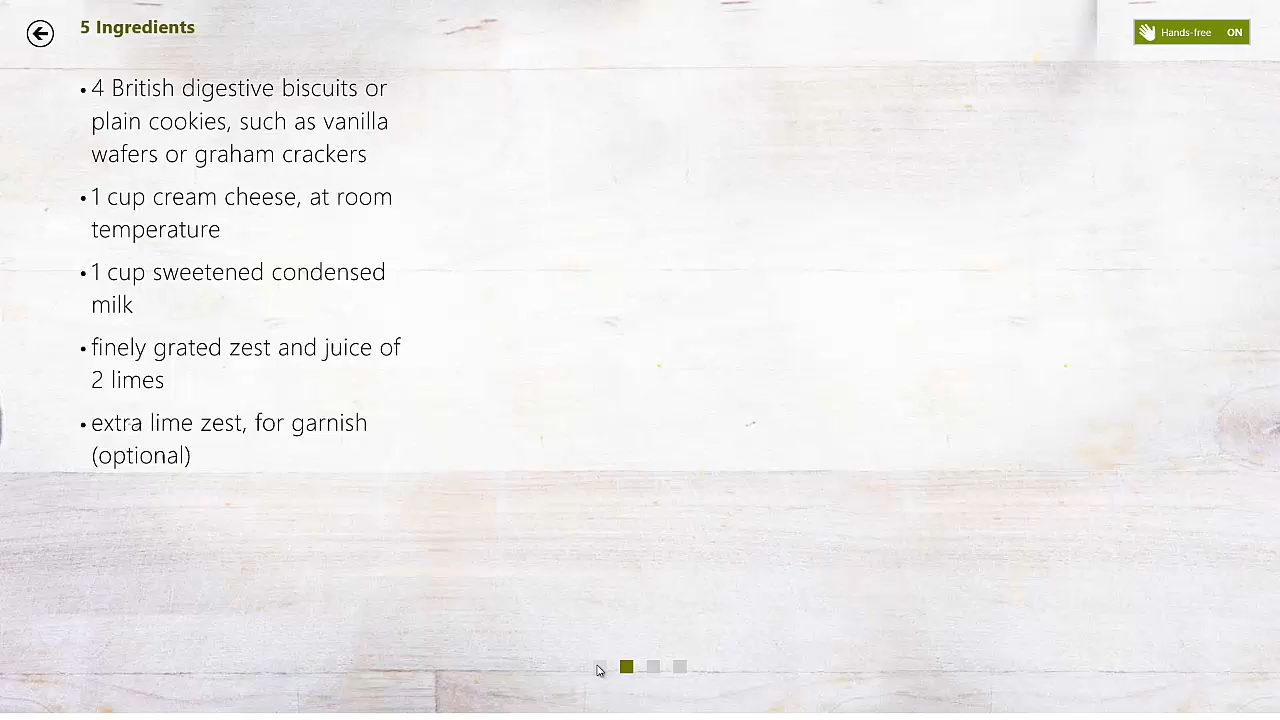 5 Ingredients
Hands-free ON
• 4 British digestive biscuits or
plain cookies, such as vanilla
wafers or graham crackers
• 1 cup cream cheese, at room
temperature
• 1 cup sweetened condensed
milk
• finely grated zest and juice of
2 limes
• extra lime zest, for garnish
(optional)